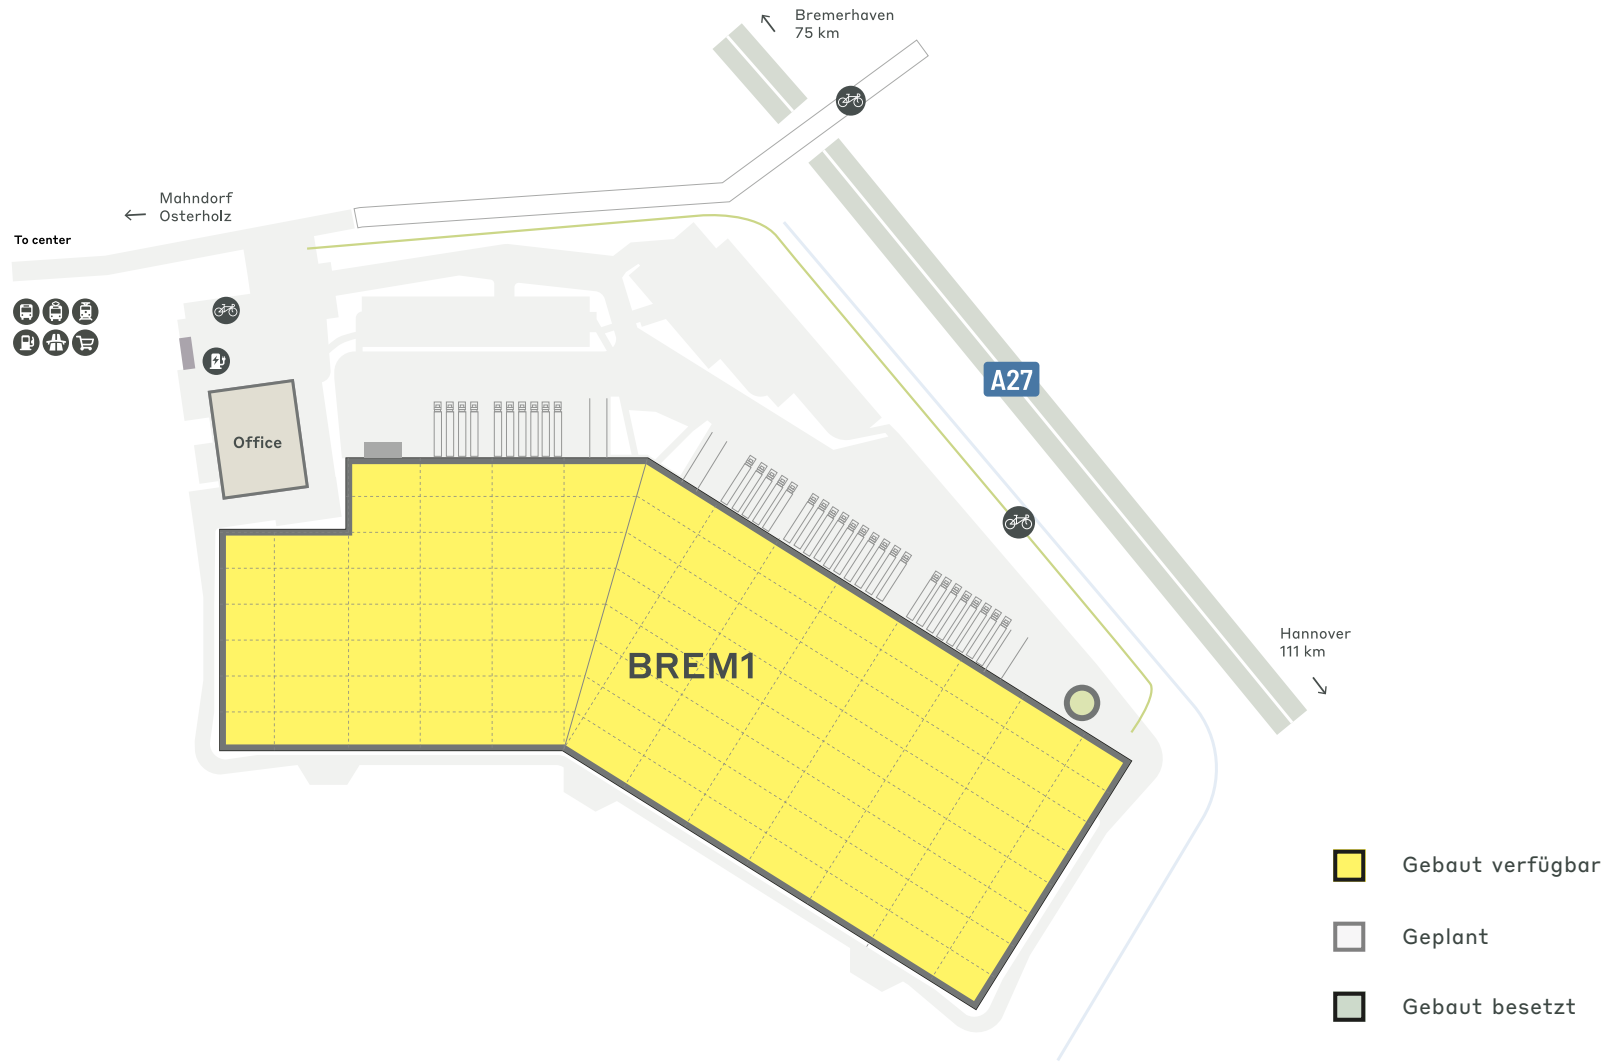 Bremerhaven
75 km
Mahndorf
Osterholz
To center
A27
Office
Hannover
111 km
BREM1
Gebaut verfügbar
Geplant
Gebaut besetzt